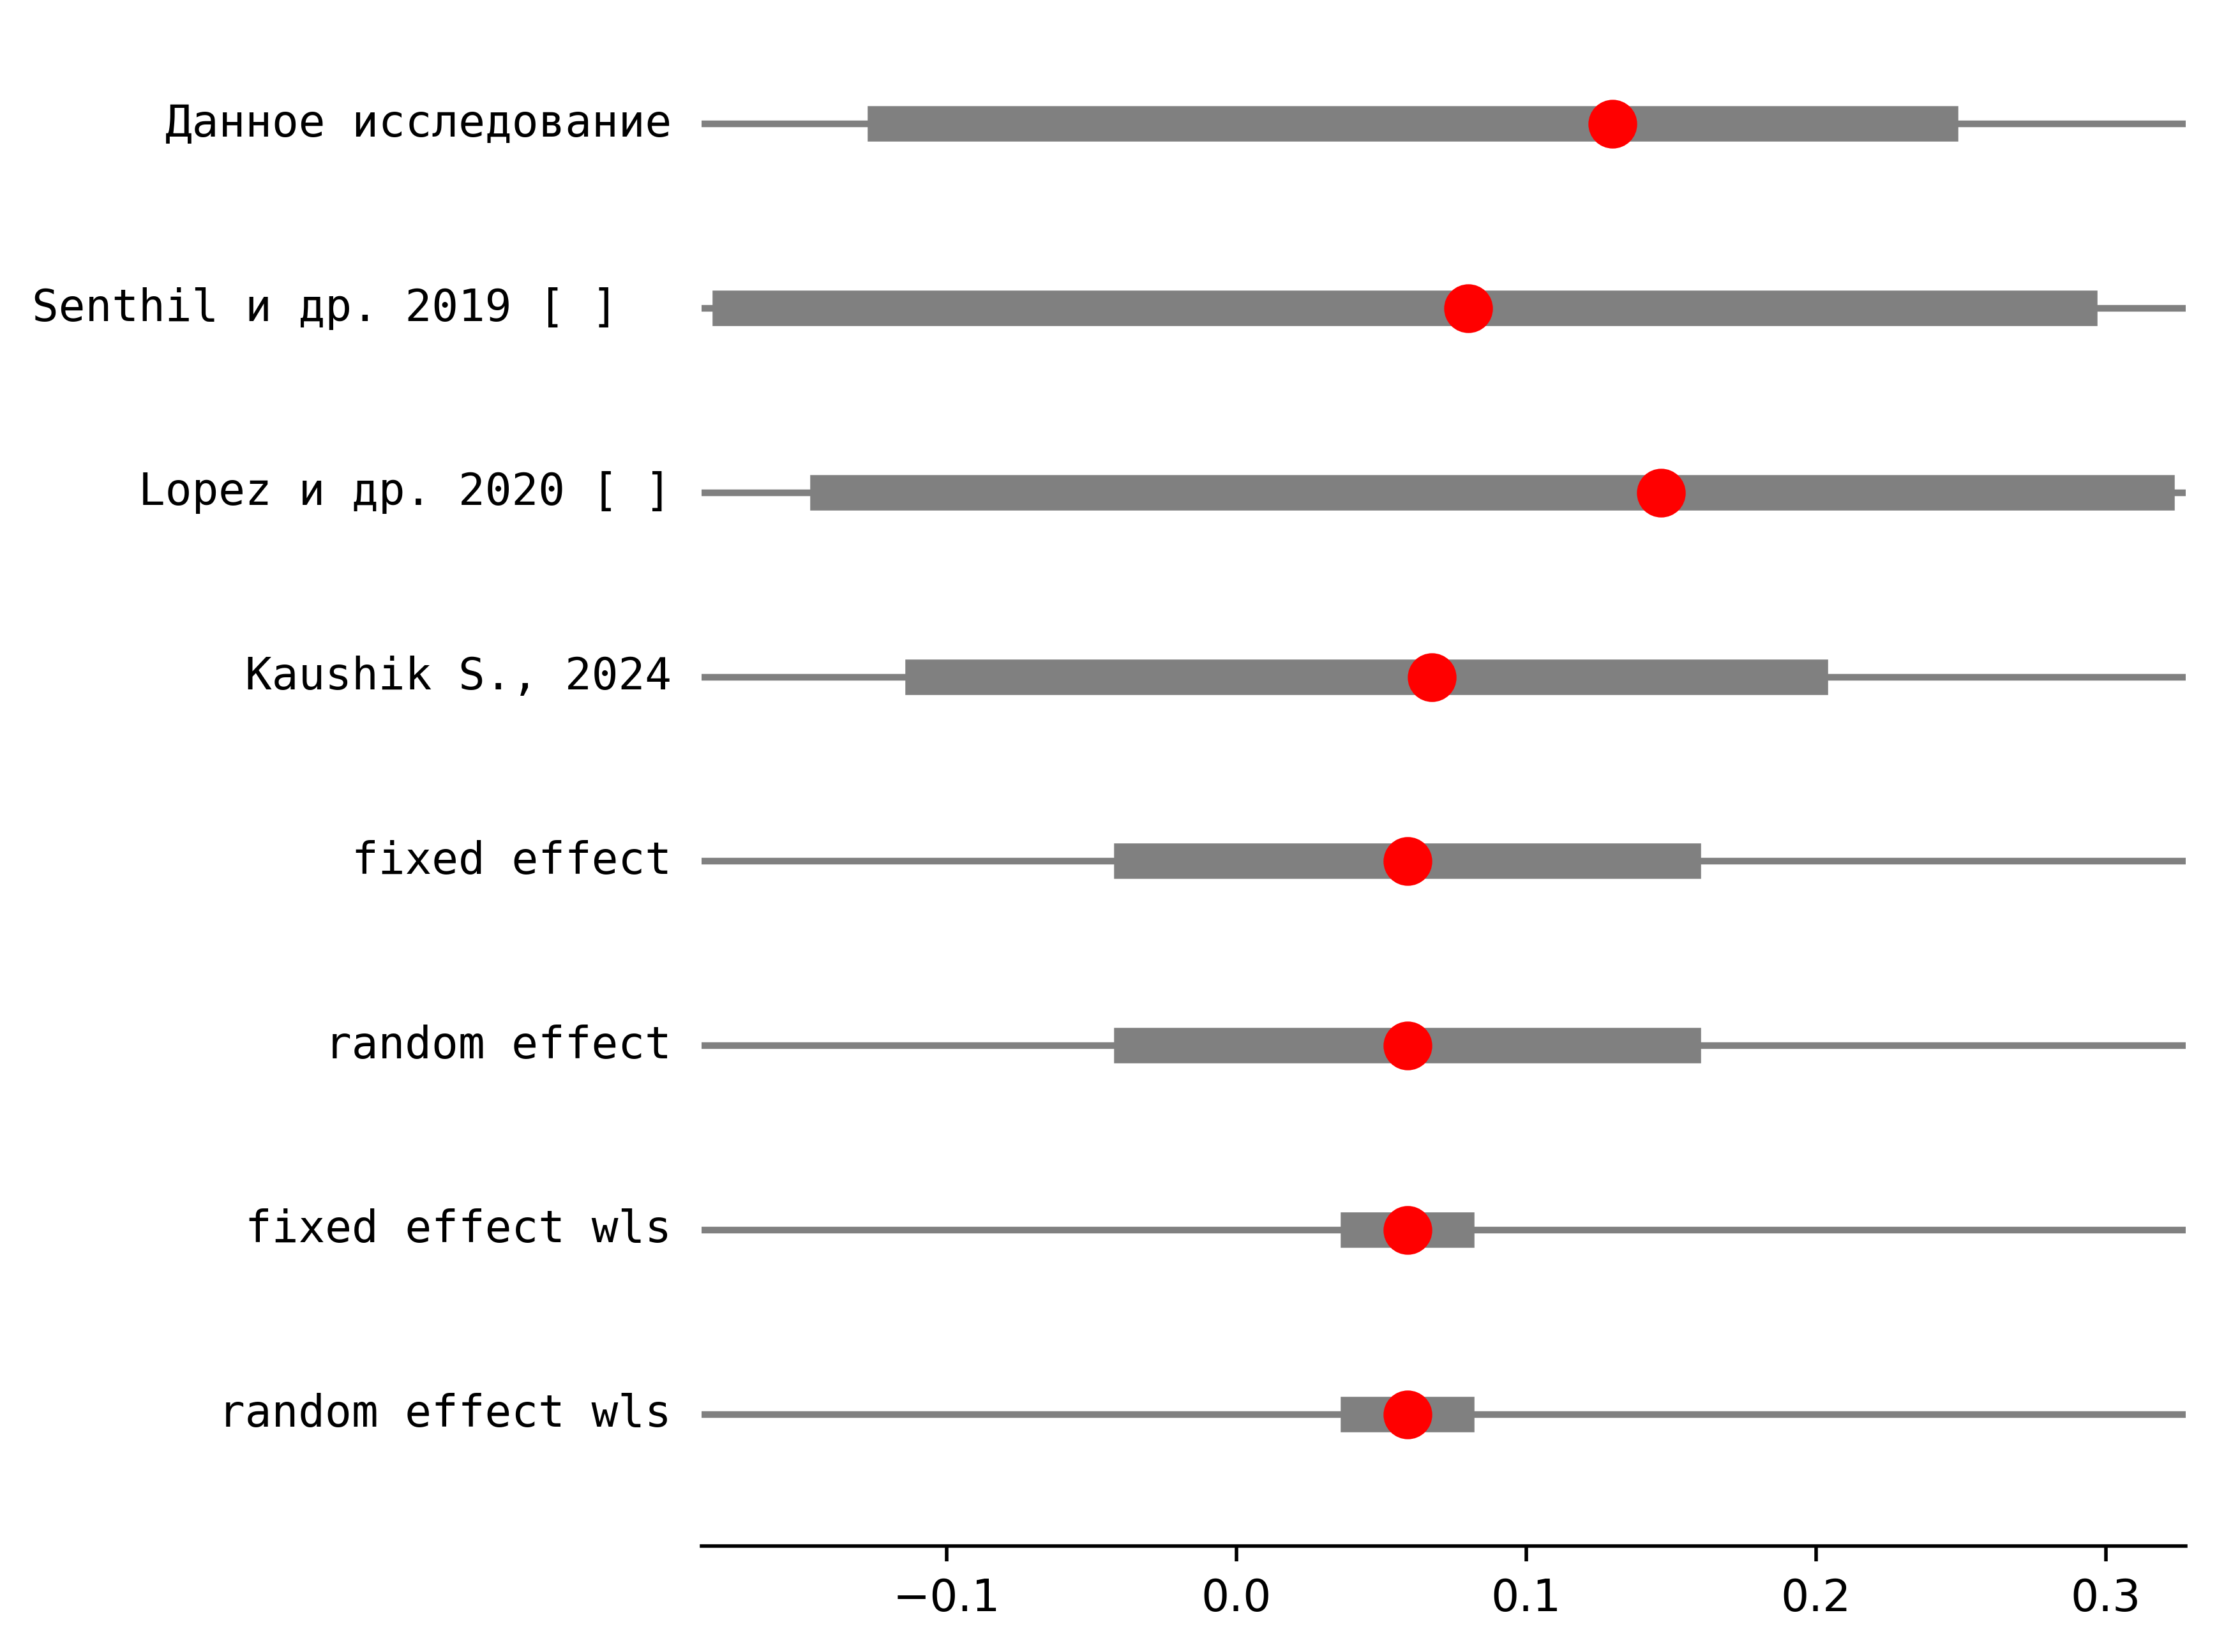 Данное исследование
Senthil и др. 2019 [ ]
Lopez и др. 2020 [ ]
Kaushik S., 2024
fixed effect
random effect
fixed effect wls
random effect wls
−0.1 0.0 0.1 0.2 0.3